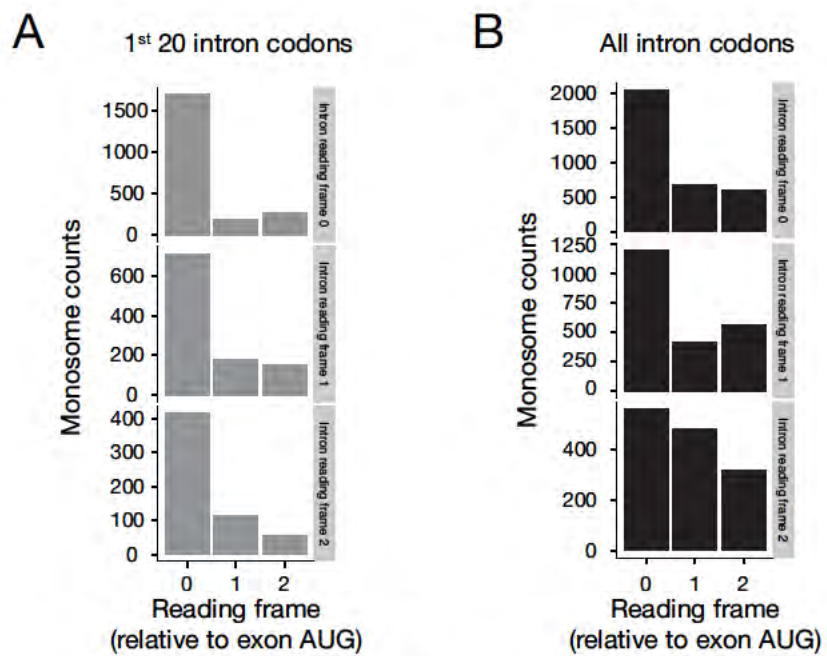 A
1st 20 intron codons
Monosome counts
1500
1000
500
0
Intron reading frame 0
600
400
200
0
Intron reading frame 1
400
300
200
100
0
Intron reading frame 2
0 1 2
Reading frame
(relative to exon AUG)
B
All intron codons
Monosome counts
2000
1500
1000
500
0
Intron reading frame 0
1250
1000
750
500
250
0
Intron reading frame 1
400
200
0
Intron reading frame 2
0 1 2
Reading frame
(relative to exon AUG)